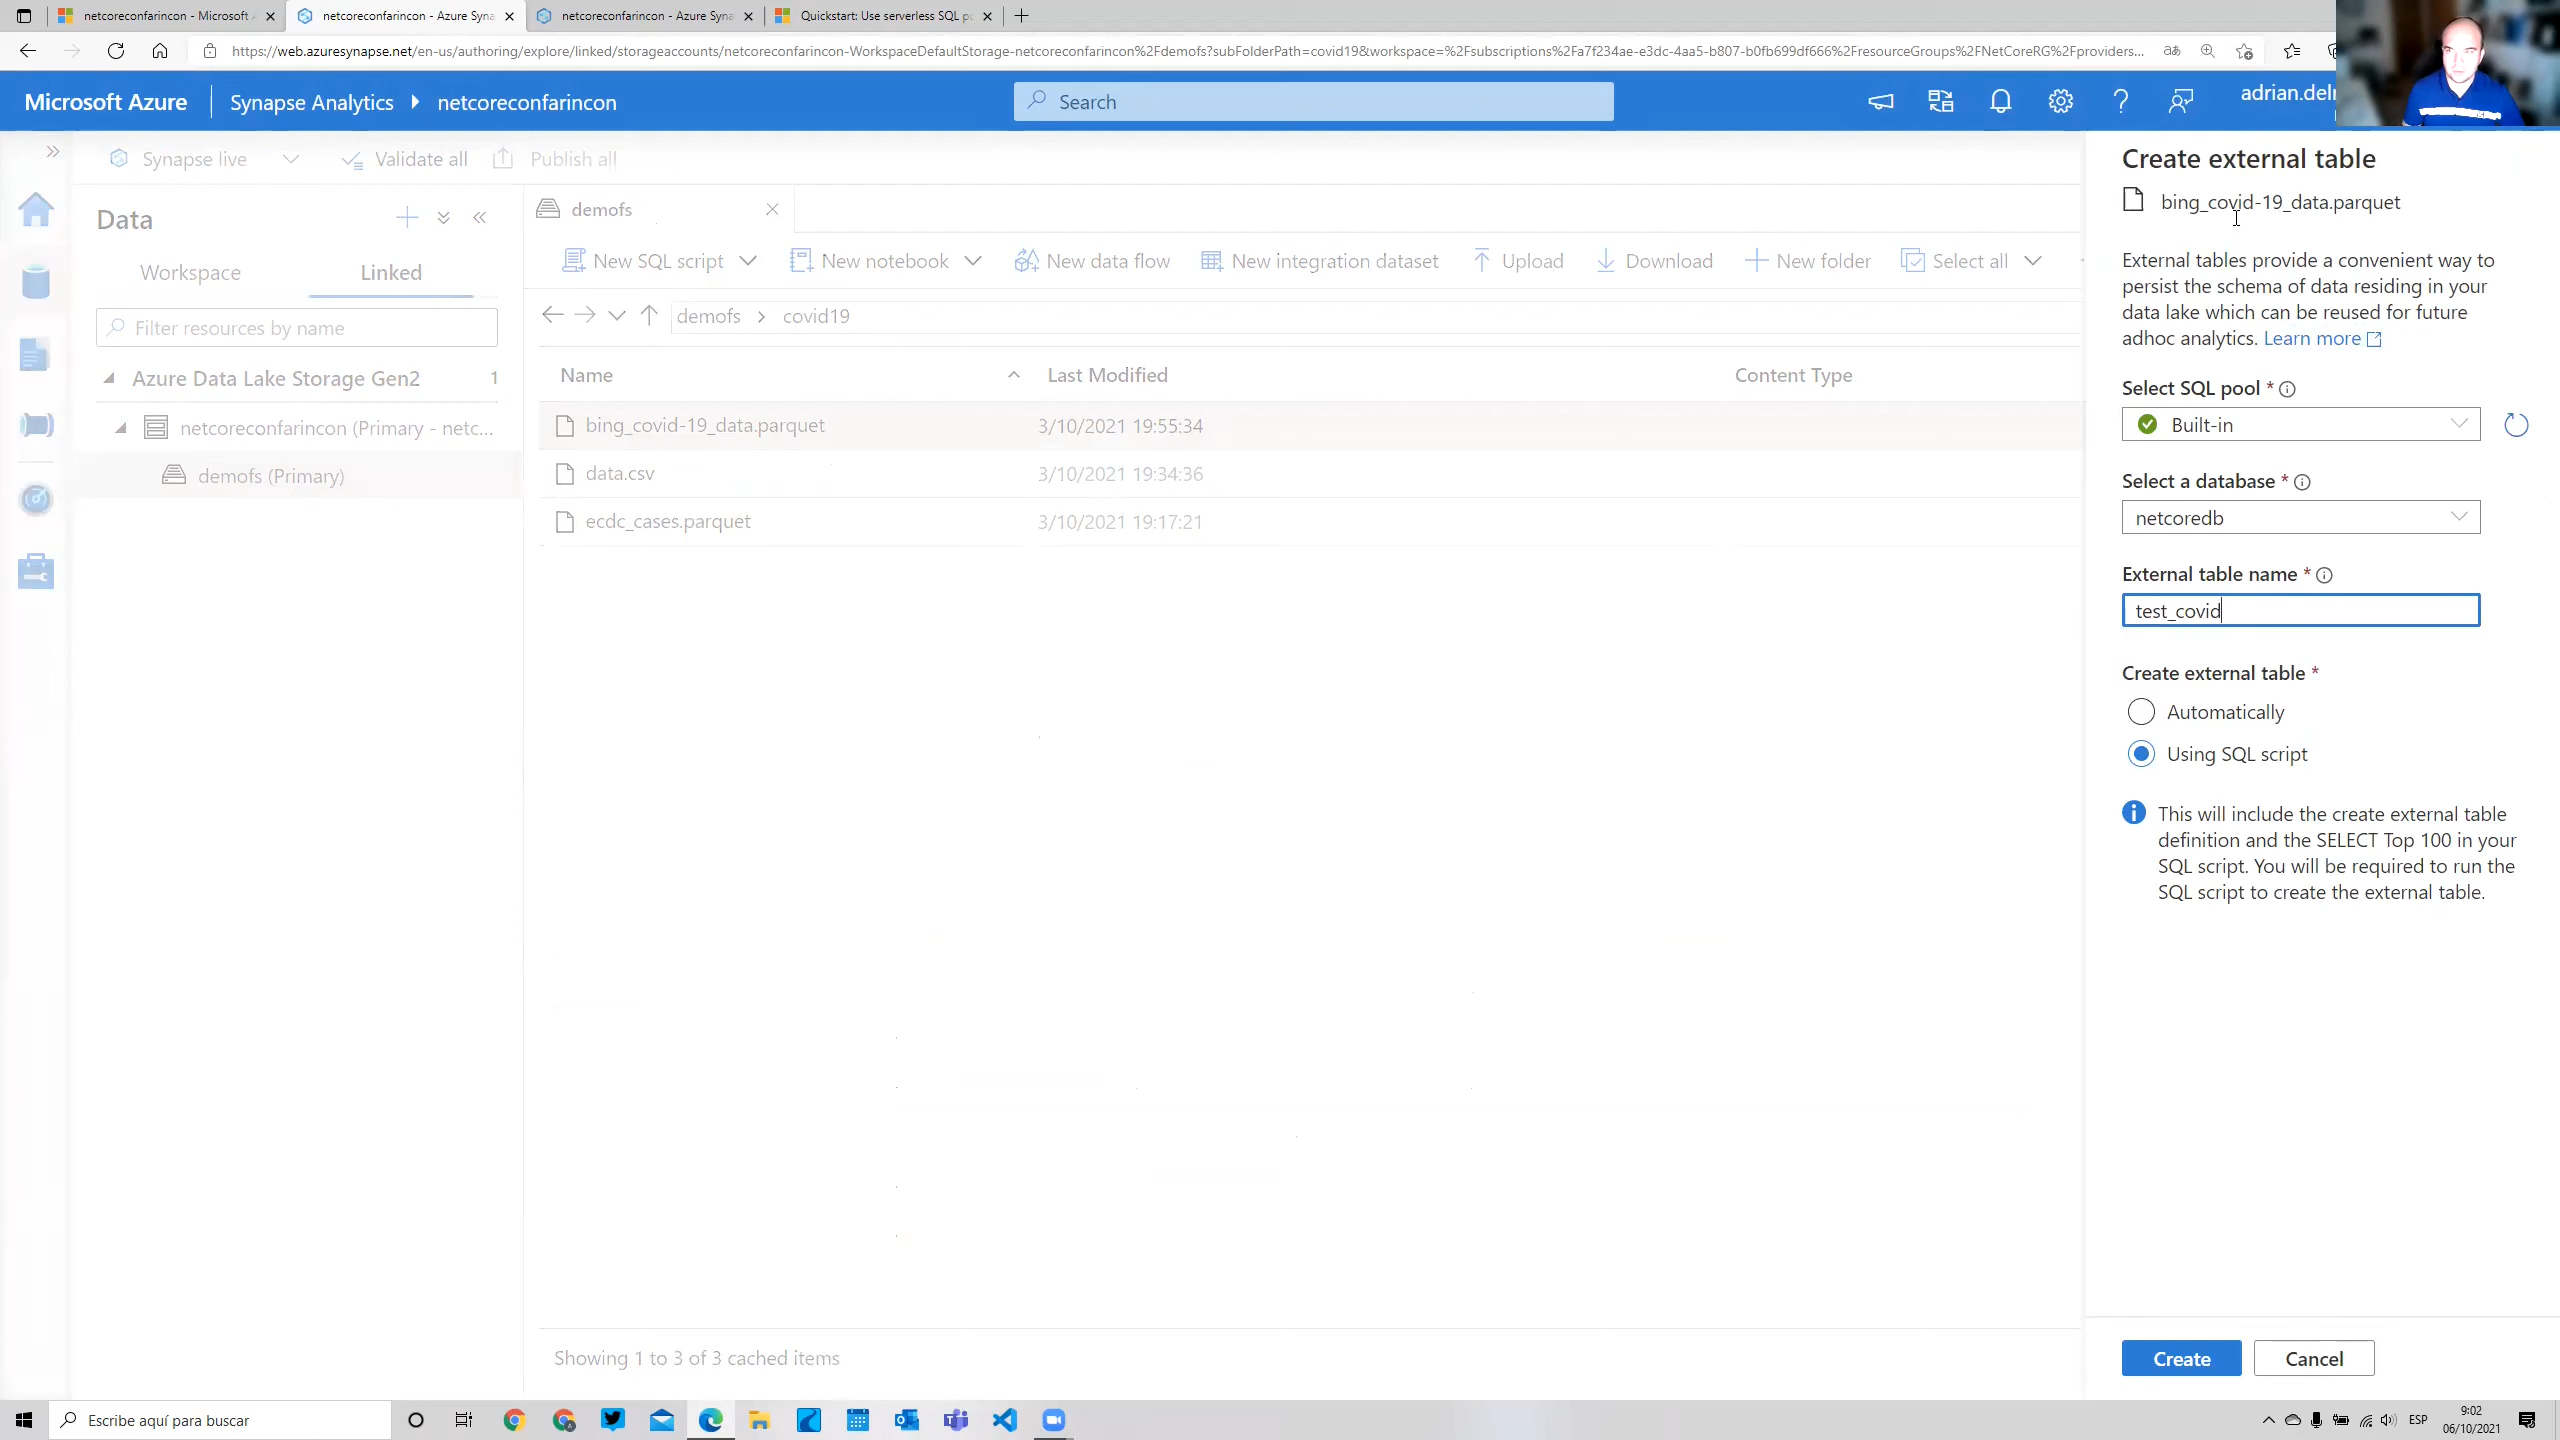 netcoreconfarincon - Microsoft A
netcoreconfarincon - Azure Syna
netcoreconfarincon - Azure Syna
Quickstart: Use serverless SQL po
https://web.azuresynapse.net/en-us/authoring/explore/linked/storageaccounts/netcoreconfarincon-WorkspaceDefaultStorage-netcoreconfarincon%2Fdemofs?subFolderPath=covid19&workspace=%2Fsubscriptions%2Fa7f234ae-e3dc-4aa5-b807-b0fb699df666%2FresourceGroups%2FNetCoreRG%2Fproviders...
Microsoft Azure
Synapse Analytics
netcoreconfarincon
Search
adrian.deln
Synapse live
Validate all
Publish all
Data
Workspace
Linked
Filter resources by name
Azure Data Lake Storage Gen2 1
netcoreconfarincon (Primary - netc...
demofs (Primary)
demofs
New SQL script
New notebook
New data flow
New integration dataset
Upload
Download
New folder
Select all
demofs > covid19
Name
Last Modified
Content Type
bing_covid-19_data.parquet 3/10/2021 19:55:34
data.csv 3/10/2021 19:34:36
ecdc_cases.parquet 3/10/2021 19:17:21
Showing 1 to 3 of 3 cached items
Create external table
bing_covid-19_data.parquet
External tables provide a convenient way to
persist the schema of data residing in your
data lake which can be reused for future
adhoc analytics. Learn more
Select SQL pool *
Built-in
Select a database *
netcoredb
External table name *
test_covid
Create external table *
Automatically
Using SQL script
This will include the create external table
definition and the SELECT Top 100 in your
SQL script. You will be required to run the
SQL script to create the external table.
Create
Cancel
Escribe aquí para buscar
ESP
9:02
06/10/2021